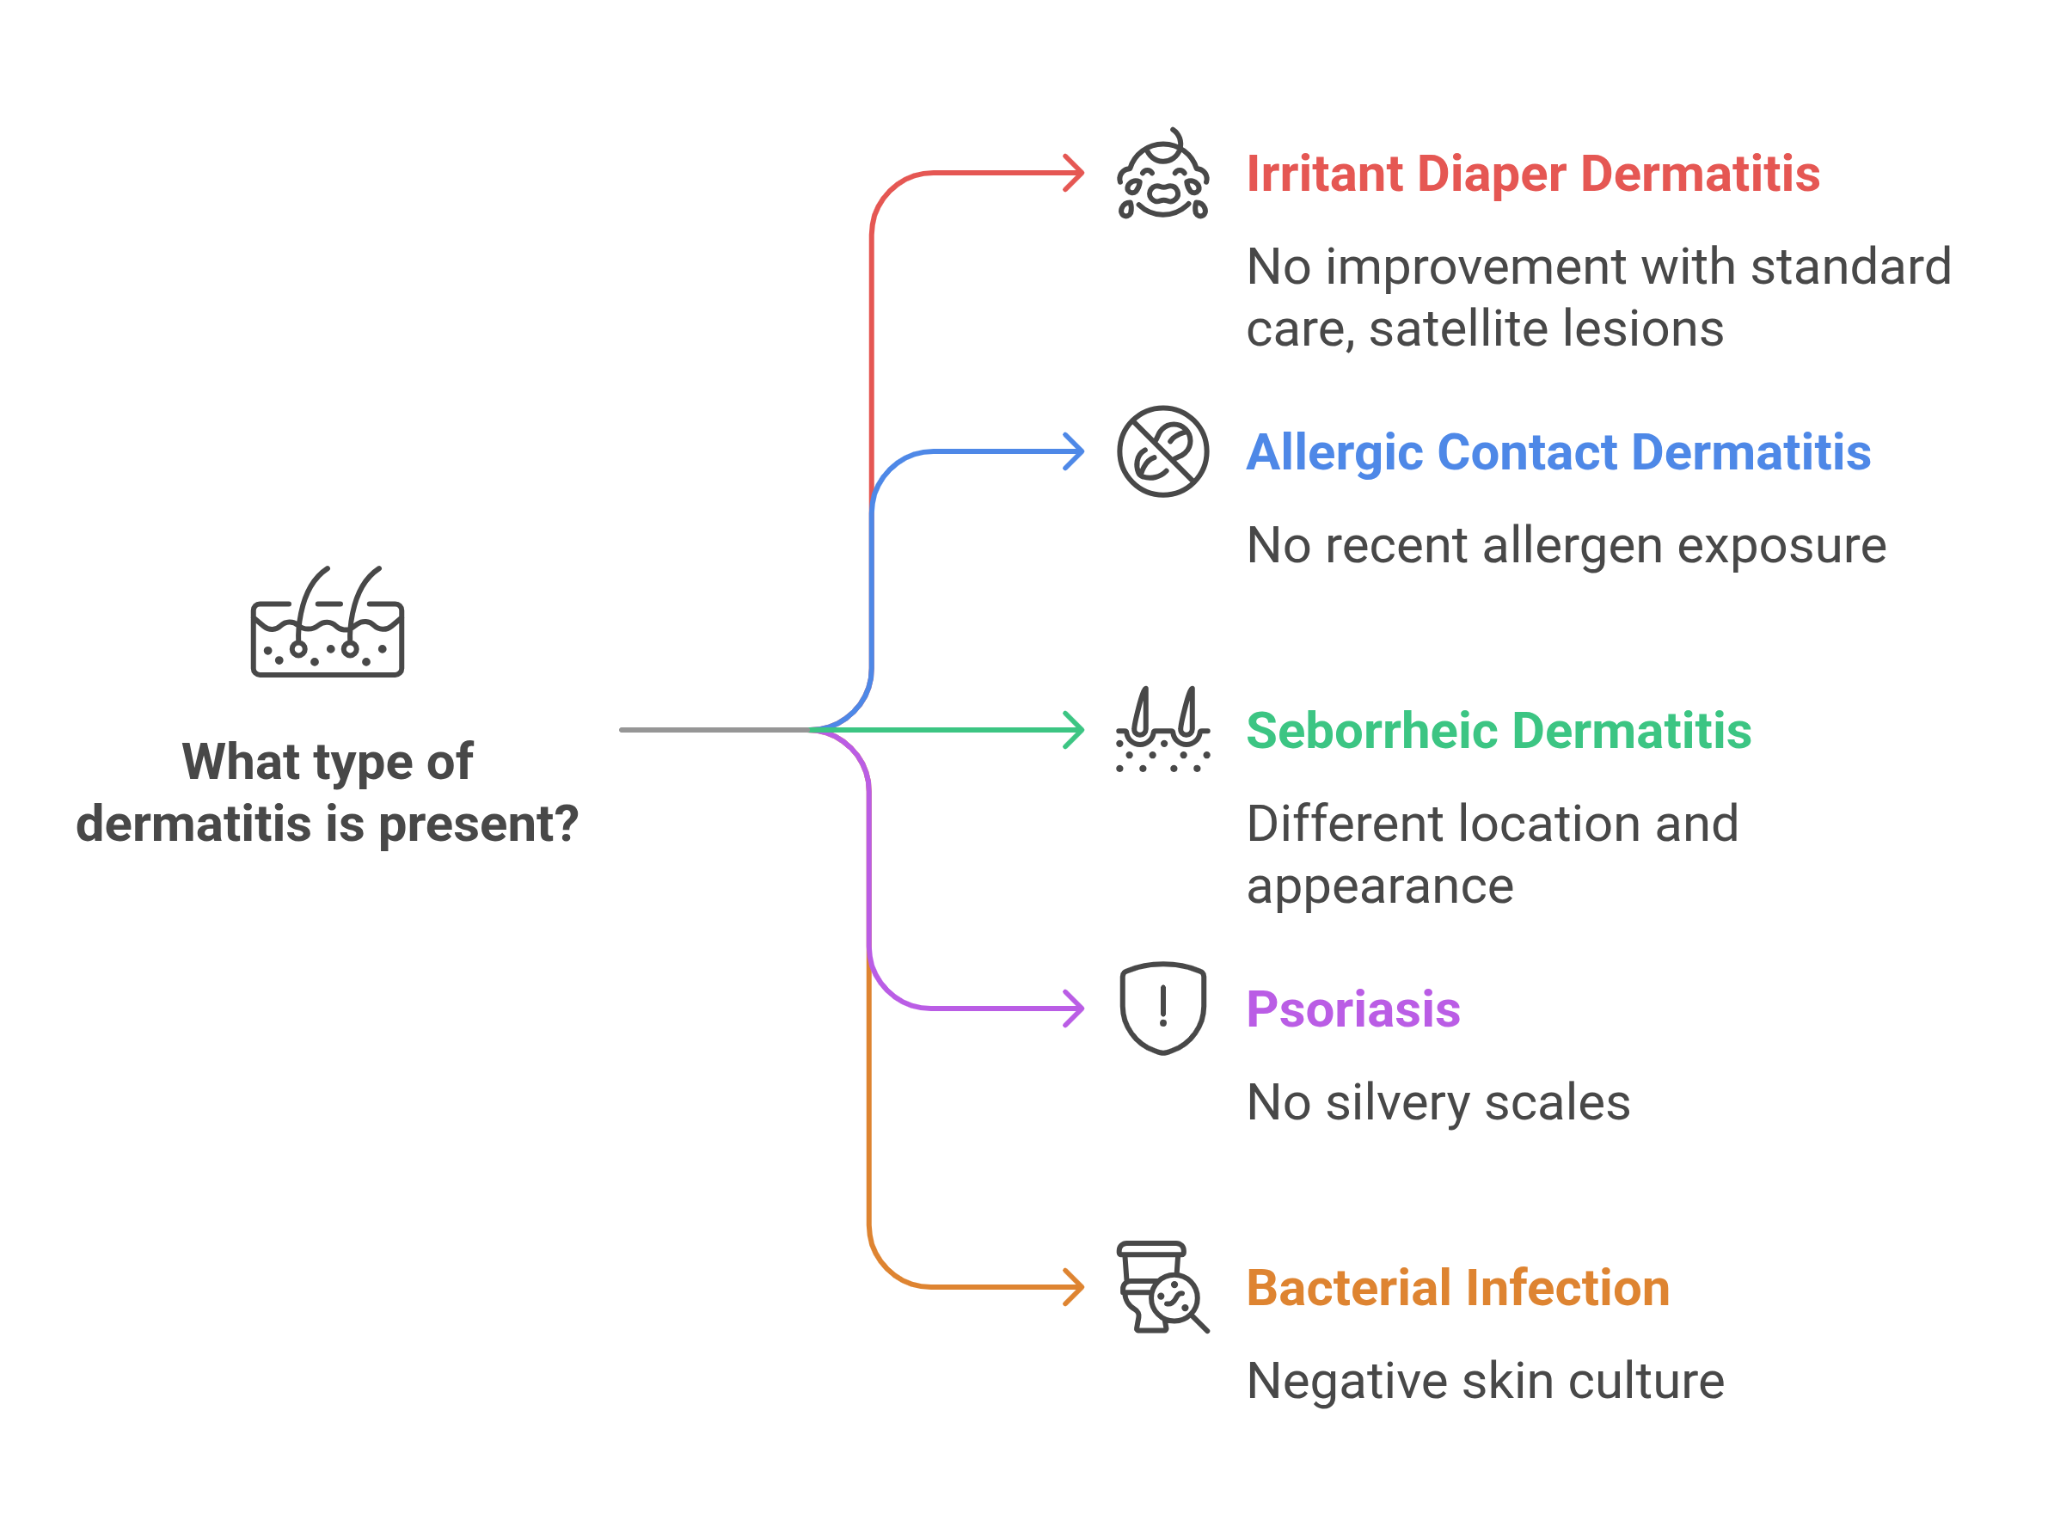 What type of
dermatitis is present?
Irritant Diaper Dermatitis
No improvement with standard
care, satellite lesions
Allergic Contact Dermatitis
No recent allergen exposure
Seborrheic Dermatitis
Different location and
appearance
Psoriasis
No silvery scales
Bacterial Infection
Negative skin culture